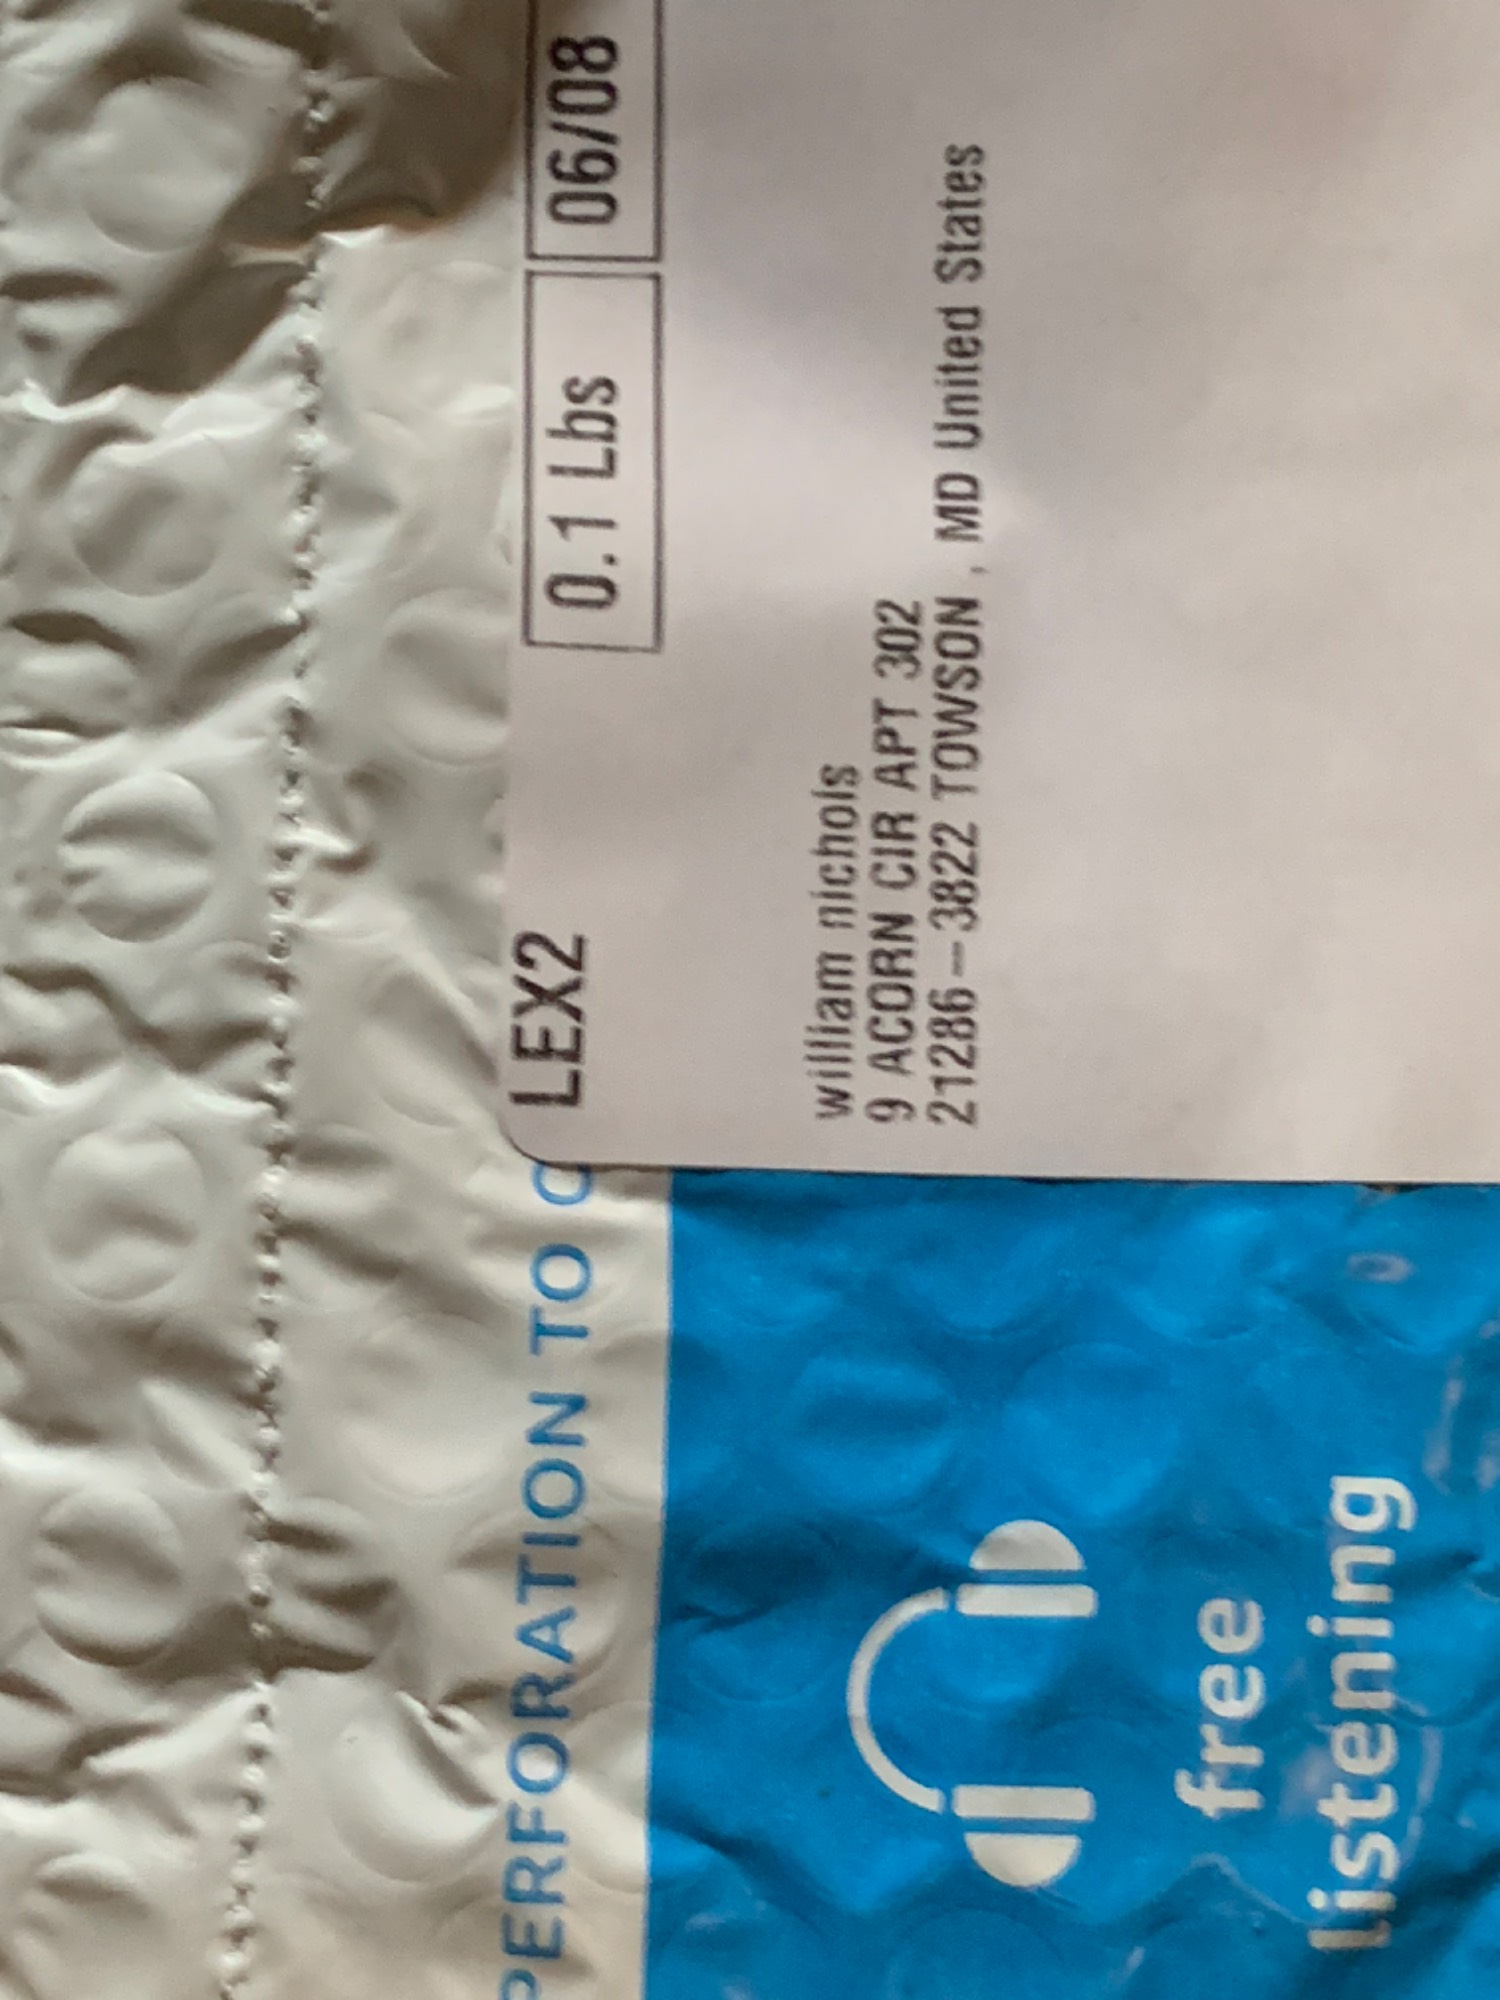 LEX2
0.1 Lbs
06/08
william nichols
9 ACORN CIR APT 302
21286-3822 TOWSON , MD United States
PERFORATION TO
free
listening